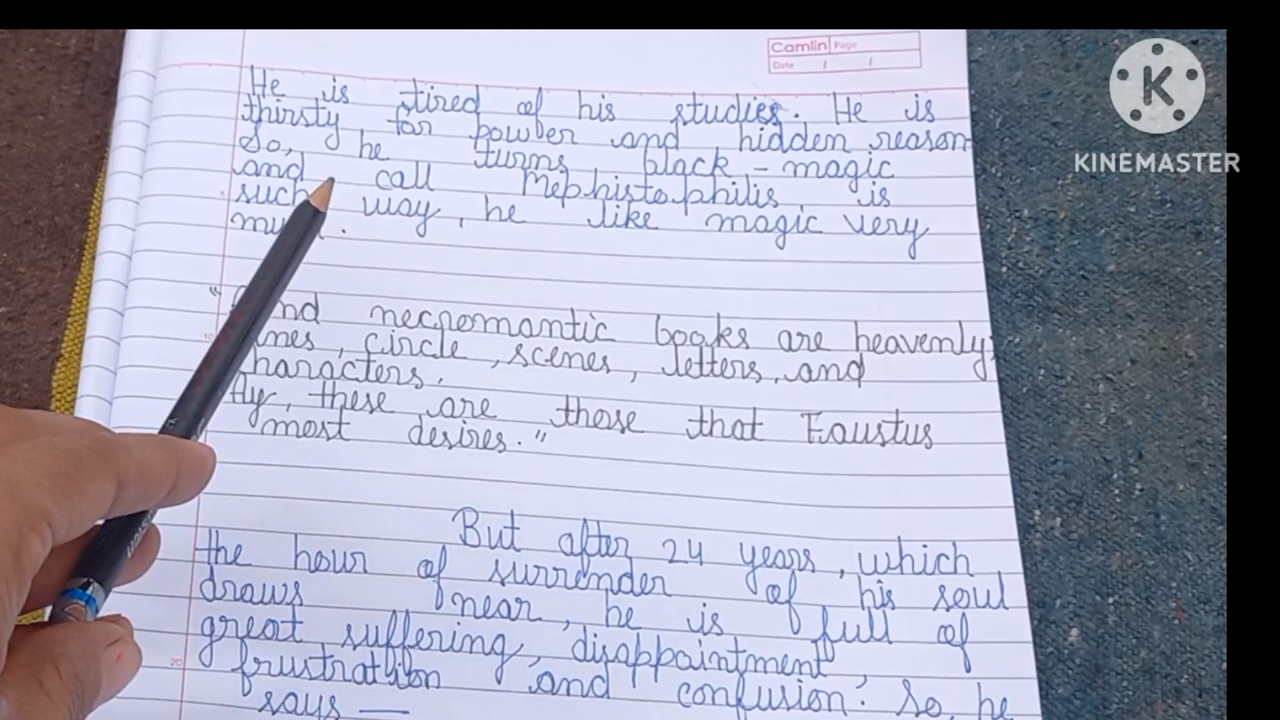 Camlin Page
Date / /
KINEMASTER
He is tired of his studies. He is
thirsty for powber and hidden reason
So, he turns black-magic
and call Mephistophilis is
such way, he like magic very
"And necromantic books are heavenly,
circle, scenes, letters, and
characters.
Ay, these are those that Faustus
most desires."
But after 24 years, which
the hour of surrender of his soul
draws near, he is full of
great suffering, disappointment,
frustration and confusion. So, he
says —
20